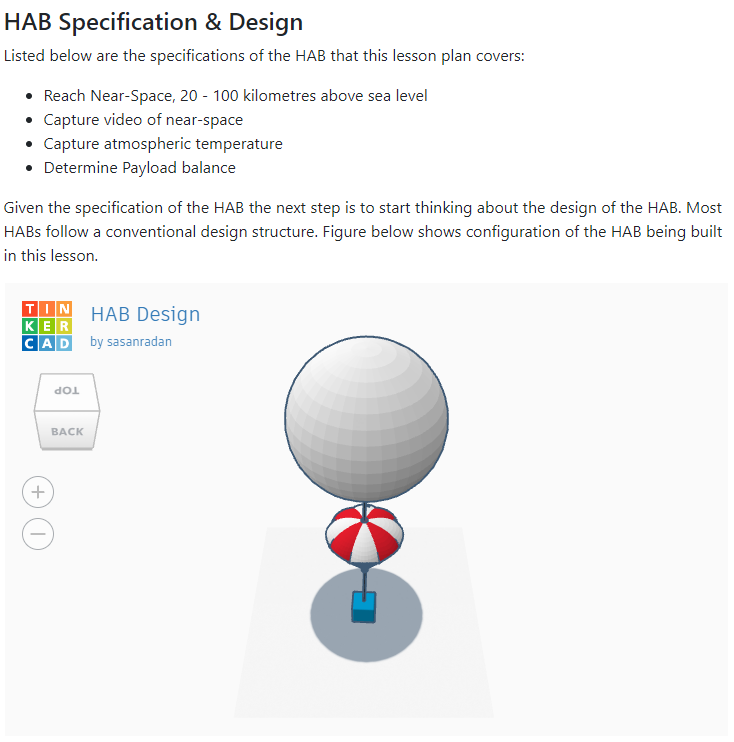 HAB Specification & Design
Listed below are the specifications of the HAB that this lesson plan covers:
Reach Near-Space, 20 - 100 kilometres above sea level
Capture video of near-space
Capture atmospheric temperature
Determine Payload balance
Given the specification of the HAB the next step is to start thinking about the design of the HAB. Most
HABs follow a conventional design structure. Figure below shows configuration of the HAB being built
in this lesson.
TIN
KER
CAD
HAB Design
by sasanradan
TOP
BACK